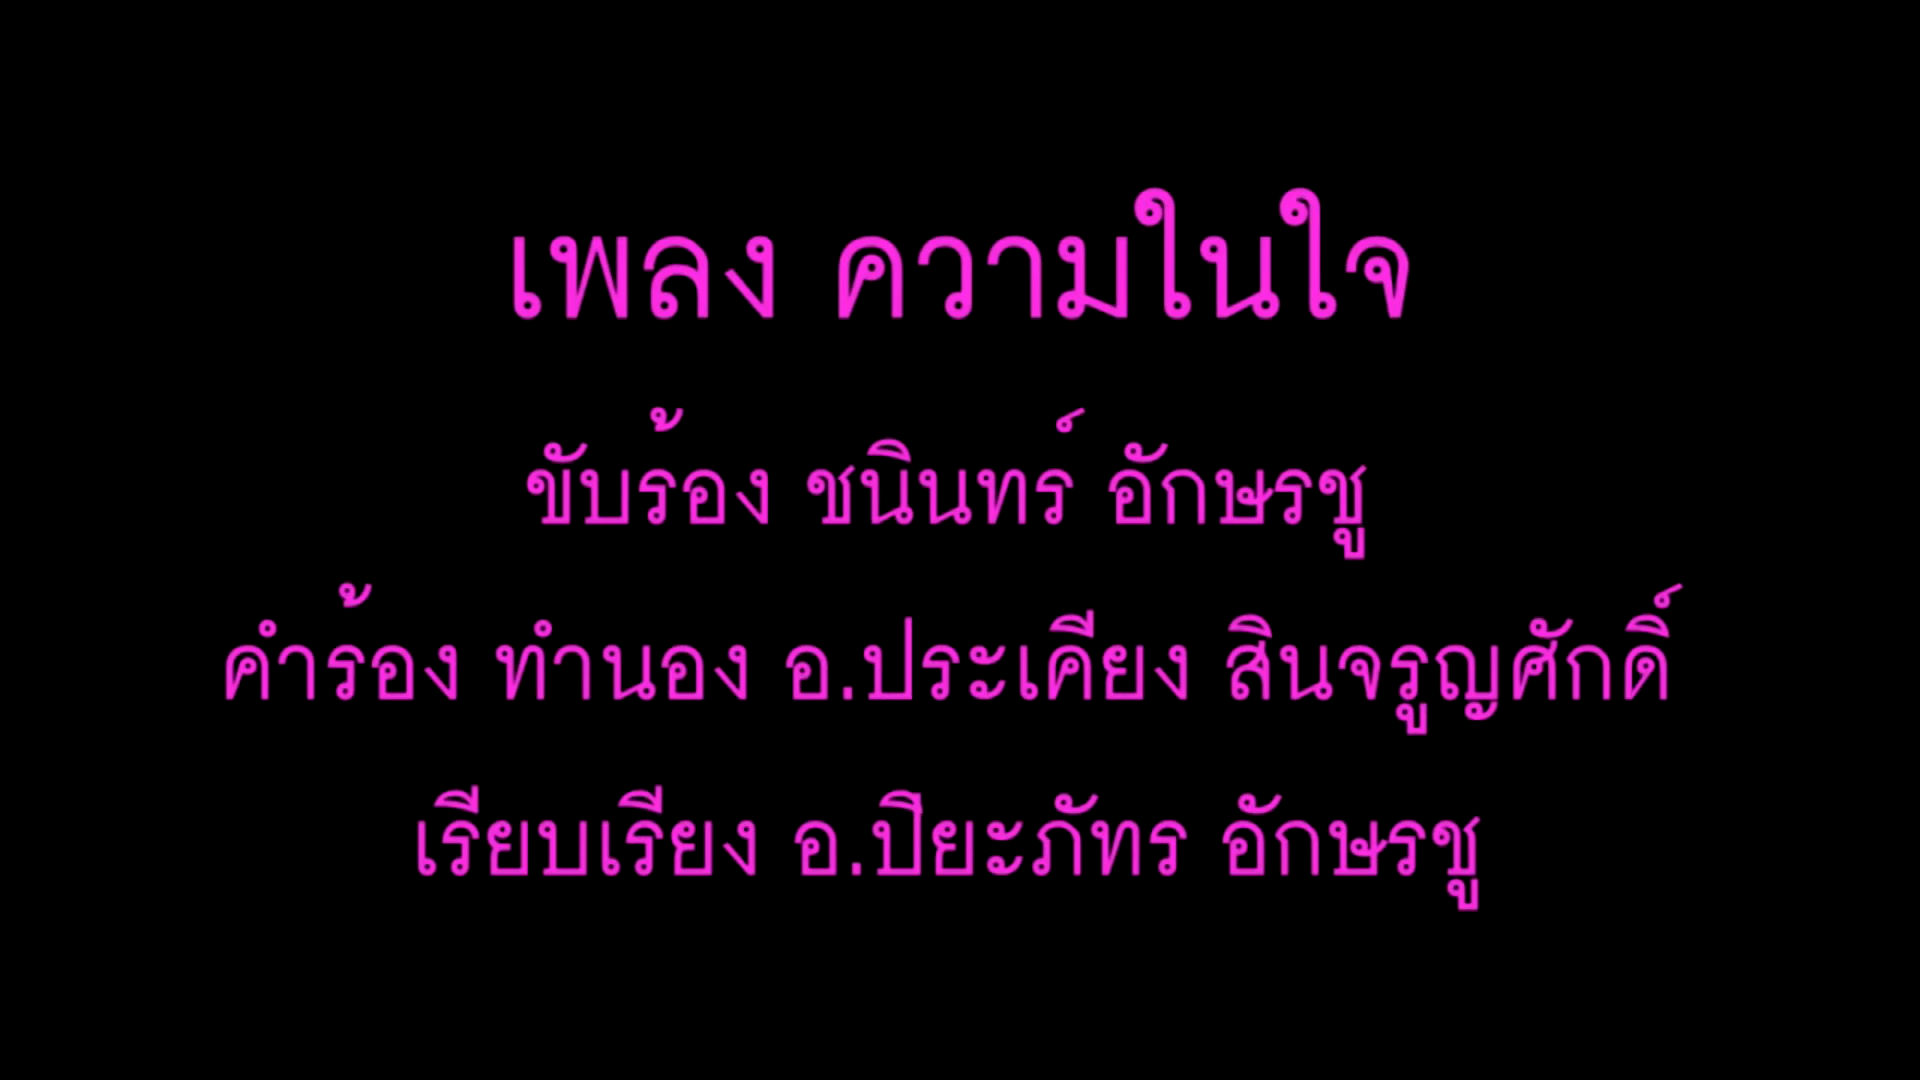 เพลง ความในใจ
ขับร้อง ชนินทร์ อักษรชู
คำร้อง ทำนอง อ.ประเคียง สินจรูญศักดิ์
เรียบเรียง อ.ปิยะภัทร อักษรชู